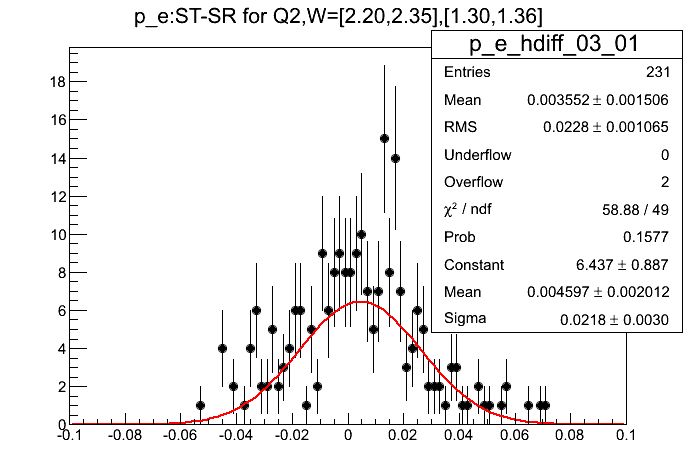 p_e:ST-SR for Q2,W=[2.20,2.35],[1.30,1.36]
p_e_hdiff_03_01
Entries 231
Mean 0.003552 ± 0.001506
RMS 0.0228 ± 0.001065
Underflow 0
Overflow 2
χ² / ndf 58.88 / 49
Prob 0.1577
Constant 6.437 ± 0.887
Mean 0.004597 ± 0.002012
Sigma 0.0218 ± 0.0030
18
16
14
12
10
8
6
4
2
0
-0.1 -0.08 -0.06 -0.04 -0.02 0 0.02 0.04 0.06 0.08 0.1